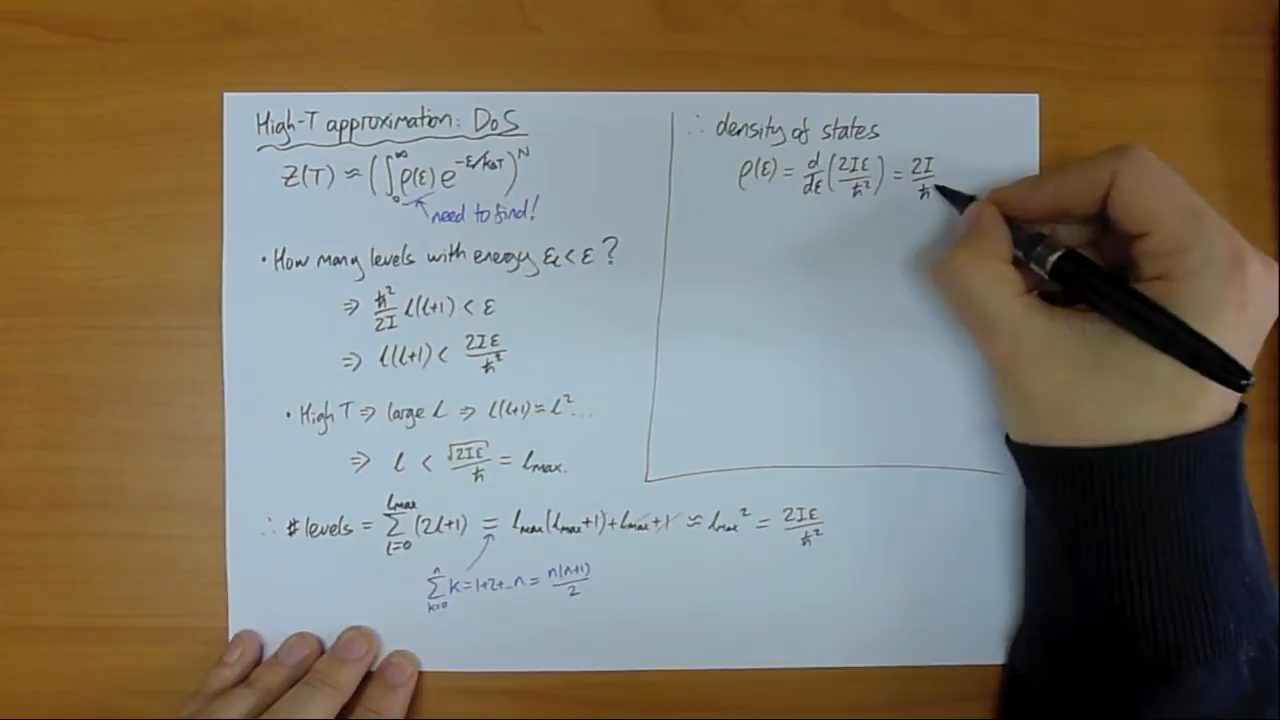 High-T approximation: DoS
Z(T) ≈ (∫₀^∞ ρ(ε) e^(-ε/k_BT))^N
need to find!
• How many levels with energy ε_l < ε ?
⇒ ħ²/2I l(l+1) < ε
⇒ l(l+1) < 2Iε/ħ²
• High T ⇒ large l ⇒ l(l+1) ≈ l² ...
⇒ l < √(2Iε)/ħ = l_max.
∴ # levels = Σ_(l=0)^(l_max) (2l+1) = l_max(l_max+1)+l_max+1 ≈ l_max² = 2Iε/ħ²
Σ_(k=0)^n k = 1+2+..n = n(n+1)/2
∴ density of states
ρ(ε) = d/dε (2Iε/ħ²) = 2I/ħ